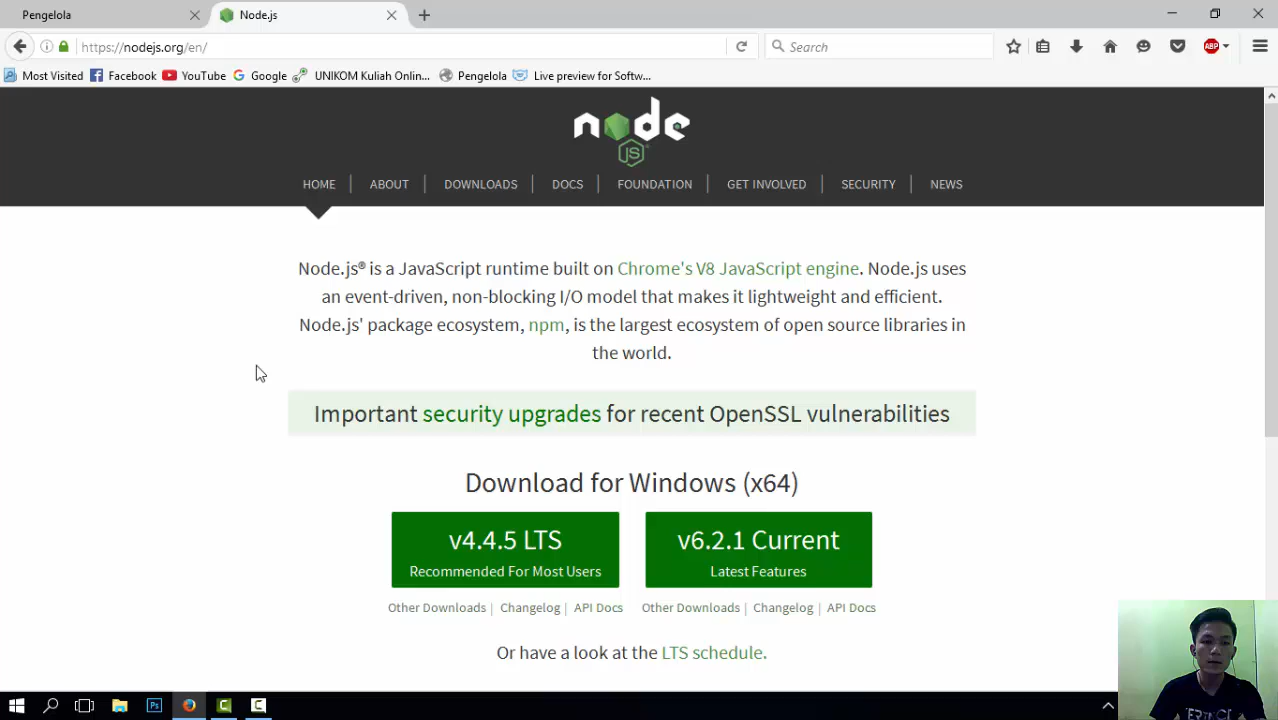 Pengelola
Node.js
https://nodejs.org/en/
Search
ABP
Most Visited
Facebook
YouTube
Google
UNIKOM Kuliah Onlin...
Pengelola
Live preview for Softw...
node
JS
HOME
ABOUT
DOWNLOADS
DOCS
FOUNDATION
GET INVOLVED
SECURITY
NEWS
Node.js® is a JavaScript runtime built on Chrome's V8 JavaScript engine. Node.js uses
an event-driven, non-blocking I/O model that makes it lightweight and efficient.
Node.js' package ecosystem, npm, is the largest ecosystem of open source libraries in
the world.
Important security upgrades for recent OpenSSL vulnerabilities
Download for Windows (x64)
v4.4.5 LTS
Recommended For Most Users
v6.2.1 Current
Latest Features
Other Downloads | Changelog | API Docs
Other Downloads | Changelog | API Docs
Or have a look at the LTS schedule.
Ps